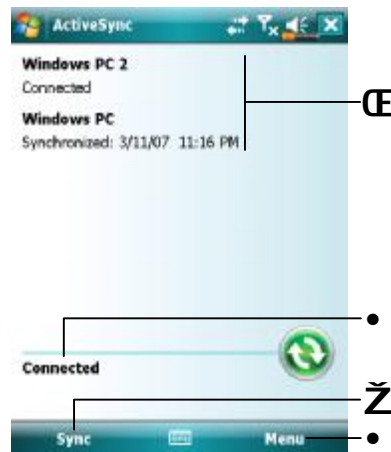 ActiveSync
Windows PC 2
Connected
Windows PC
Synchronized: 3/11/07 11:16 PM
Œ
•
Connected
Ž
Sync Menu •